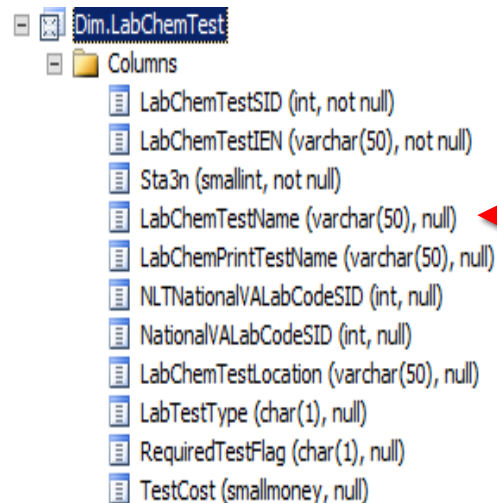 Dim.LabChemTest
Columns
LabChemTestSID (int, not null)
LabChemTestIEN (varchar(50), not null)
Sta3n (smallint, not null)
LabChemTestName (varchar(50), null)
LabChemPrintTestName (varchar(50), null)
NLTNationalVALabCodeSID (int, null)
NationalVALabCodeSID (int, null)
LabChemTestLocation (varchar(50), null)
LabTestType (char(1), null)
RequiredTestFlag (char(1), null)
TestCost (smallmoney, null)